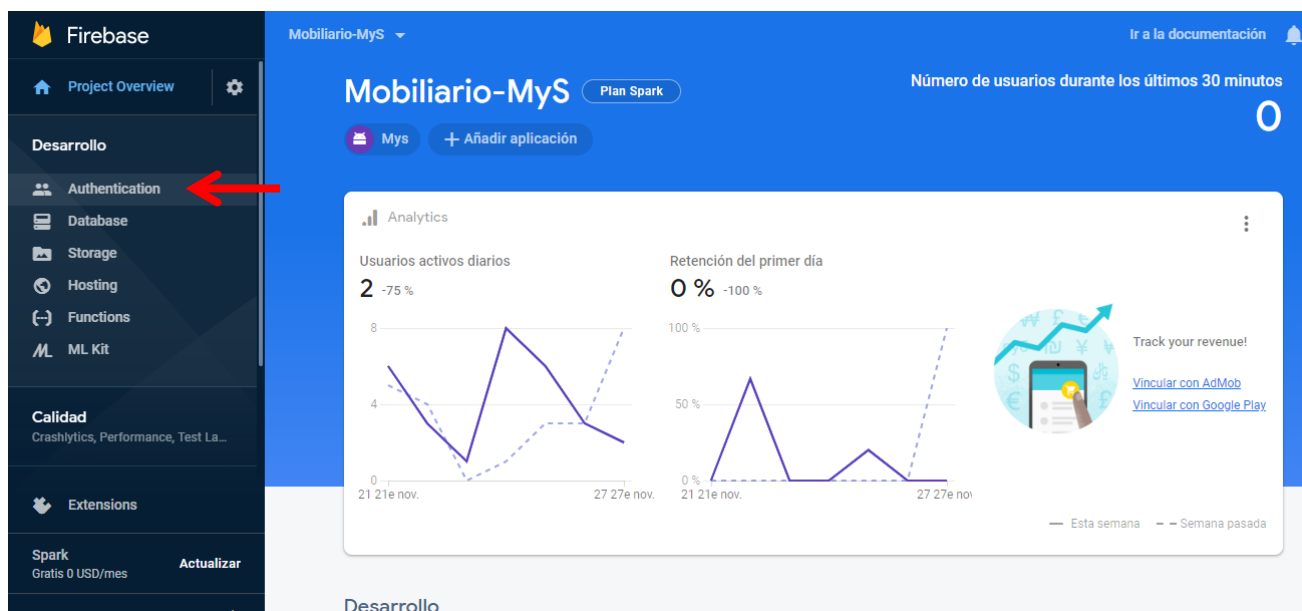 Firebase
Project Overview
Desarrollo
Authentication
Database
Storage
Hosting
Functions
ML Kit
Calidad
Crashlytics, Performance, Test La...
Extensions
Spark
Gratis 0 USD/mes
Actualizar
Mobiliario-MyS
Ir a la documentación
Mobiliario-MyS
Plan Spark
Mys
+ Añadir aplicación
Número de usuarios durante los últimos 30 minutos
0
Analytics
Usuarios activos diarios
2 -75 %
8
4
0
21 21e nov.
27 27e nov.
Retención del primer día
0 % -100 %
100 %
50 %
0 %
21 21e nov.
27 27e nov
Track your revenue!
Vincular con AdMob
Vincular con Google Play
Esta semana
Semana pasada
Desarrollo